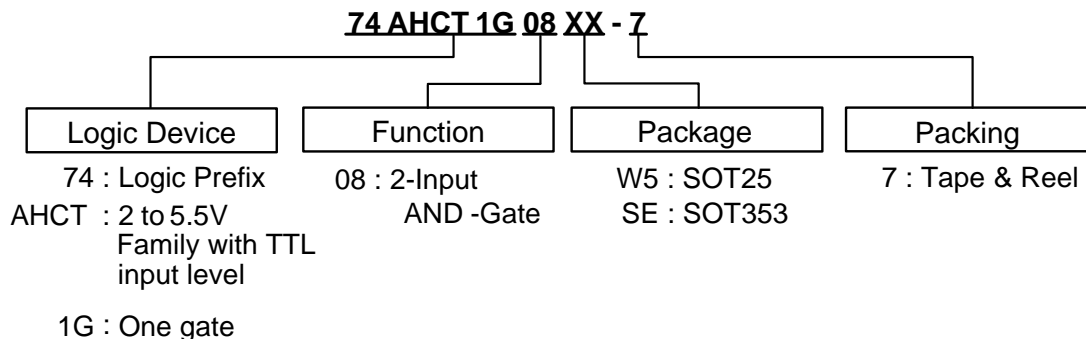 74 AHCT 1G 08 XX - 7
Logic Device
Function
Package
Packing
74 : Logic Prefix
AHCT : 2 to 5.5V
Family with TTL
input level
1G : One gate
08 : 2-Input
AND -Gate
W5 : SOT25
SE : SOT353
7 : Tape & Reel